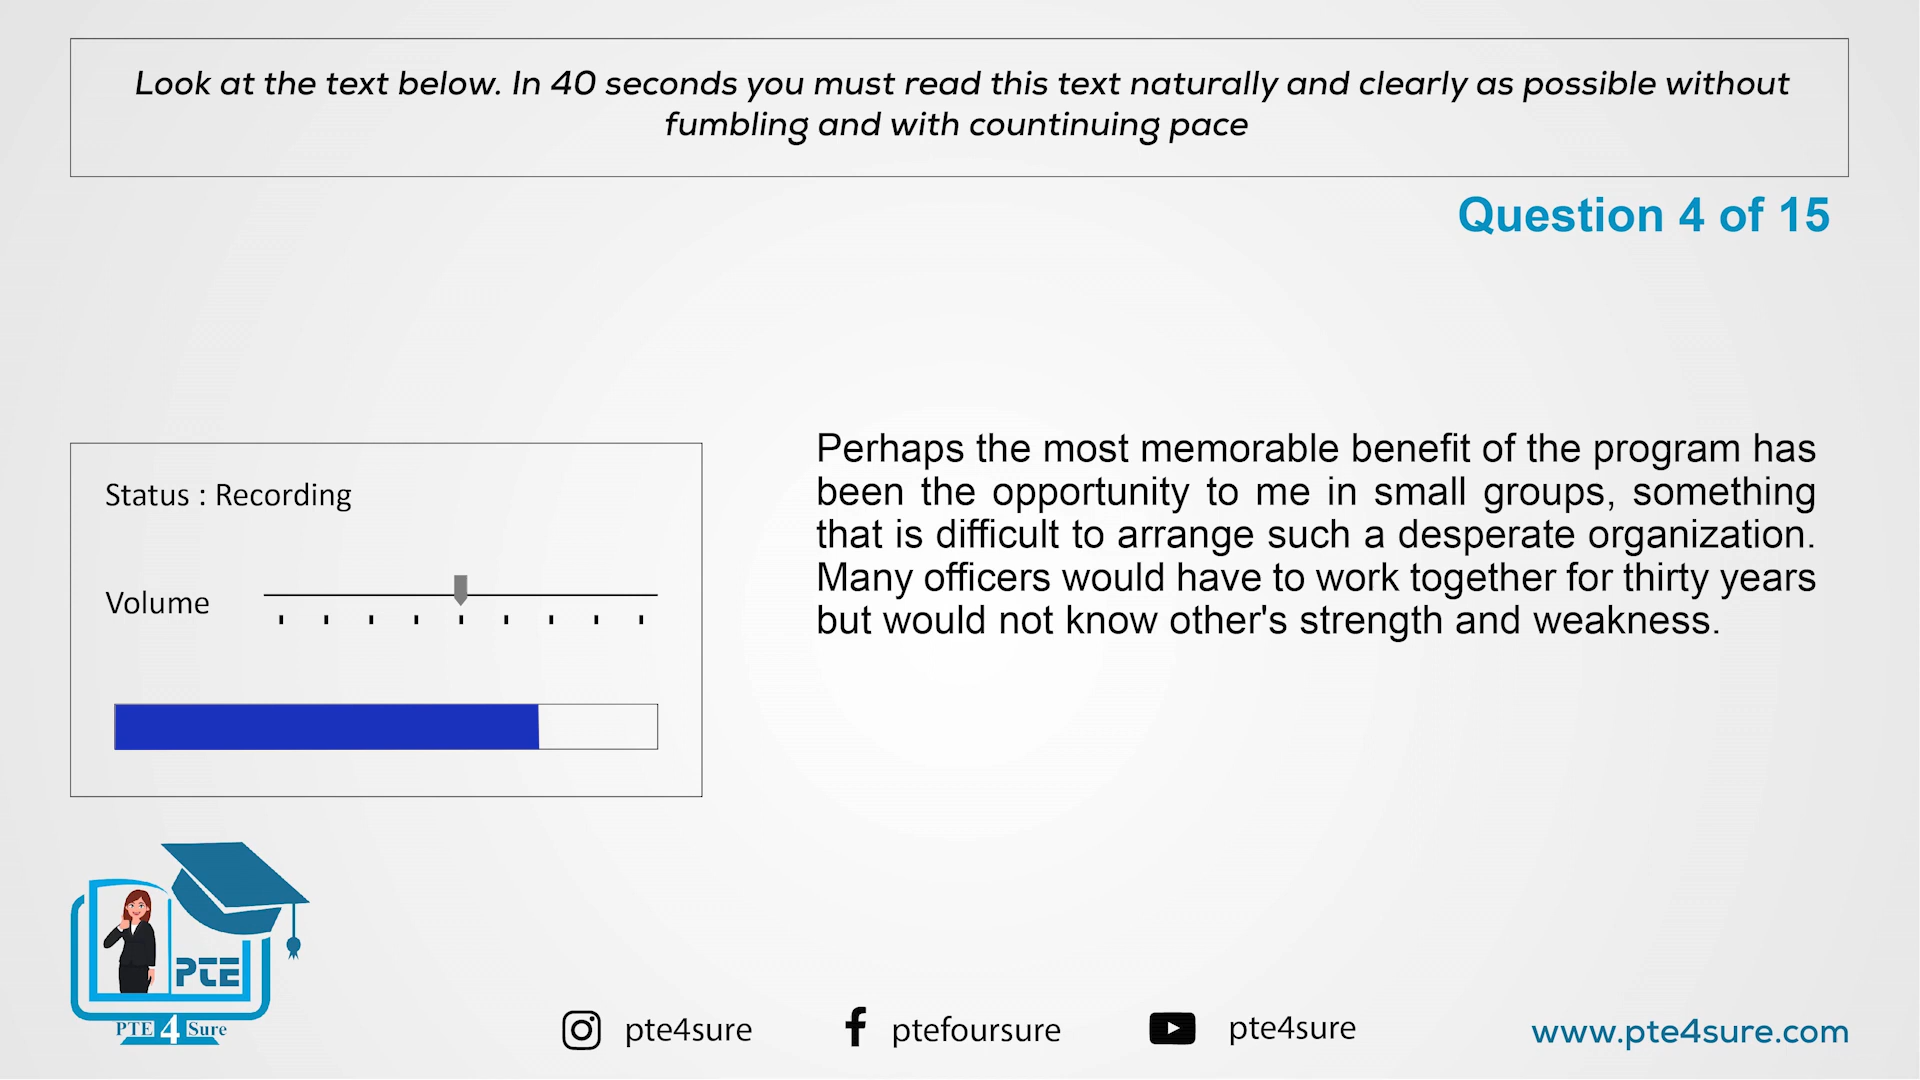 Look at the text below. In 40 seconds you must read this text naturally and clearly as possible without
fumbling and with countinuing pace
Question 4 of 15
Status : Recording
Volume
Perhaps the most memorable benefit of the program has
been the opportunity to me in small groups, something
that is difficult to arrange such a desperate organization.
Many officers would have to work together for thirty years
but would not know other's strength and weakness.
PTE
PTE 4 Sure
pte4sure
ptefoursure
pte4sure
www.pte4sure.com